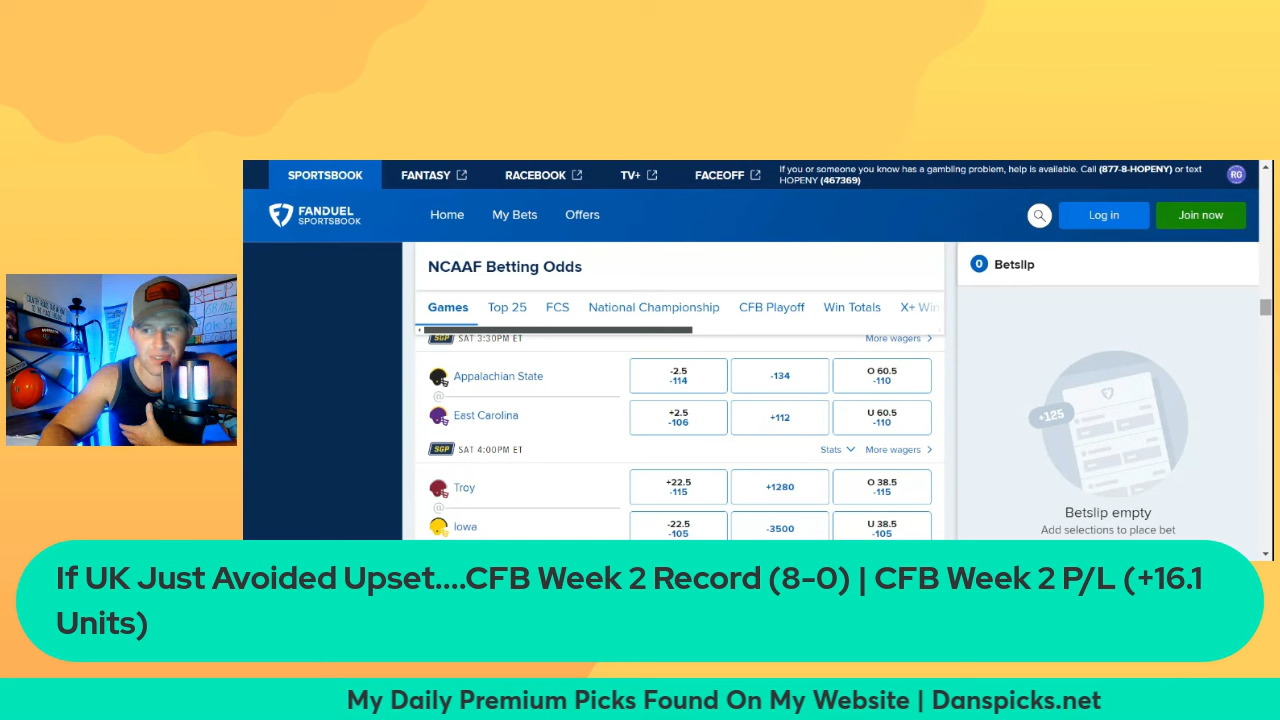 SPORTSBOOK FANTASY RACEBOOK TV+ FACEOFF
If you or someone you know has a gambling problem, help is available. Call (877-8-HOPENY) or text
HOPENY (467369)
RG
FANDUEL
SPORTSBOOK
Home My Bets Offers
Log in Join now
NCAAF Betting Odds
0 Betslip
Games Top 25 FCS National Championship CFB Playoff Win Totals X+ Win
SGP SAT 3:30PM ET More wagers
Appalachian State -2.5 -134 O 60.5
-114 -110
@
East Carolina +2.5 +112 U 60.5
-106 -110
+125
SGP SAT 4:00PM ET Stats More wagers
Troy +22.5 +1280 O 38.5
-115 -115
@
Iowa -22.5 -3500 U 38.5
-105 -105
Betslip empty
Add selections to place bet
If UK Just Avoided Upset....CFB Week 2 Record (8-0) | CFB Week 2 P/L (+16.1
Units)
My Daily Premium Picks Found On My Website | Danspicks.net